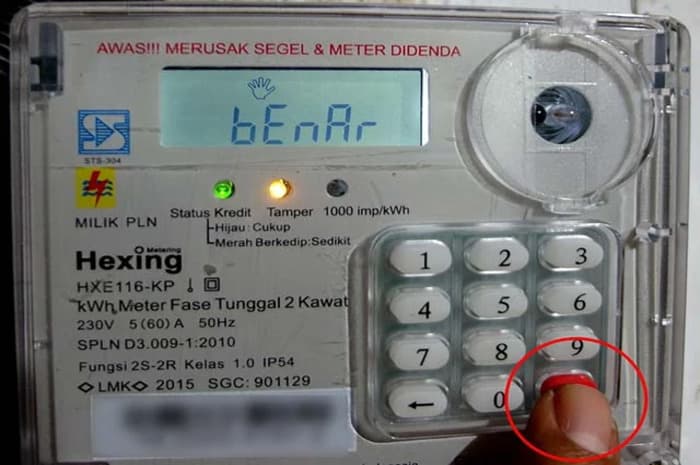 AWAS!!! MERUSAK SEGEL & METER DIDENDA
bEnAr
STS-304
MILIK PLN
Status Kredit Tamper 1000 imp/kWh
Hijau: Cukup
Merah Berkedip: Sedikit
Hexing
Metering
HXE116-KP
kWh Meter Fase Tunggal 2 Kawat
230V 5(60)A 50Hz
SPLN D3.009-1:2010
Fungsi 2S-2R Kelas 1.0 IP54
LMK 2015 SGC: 901129
1 2 3
4 5 6
7 8 9
← 0